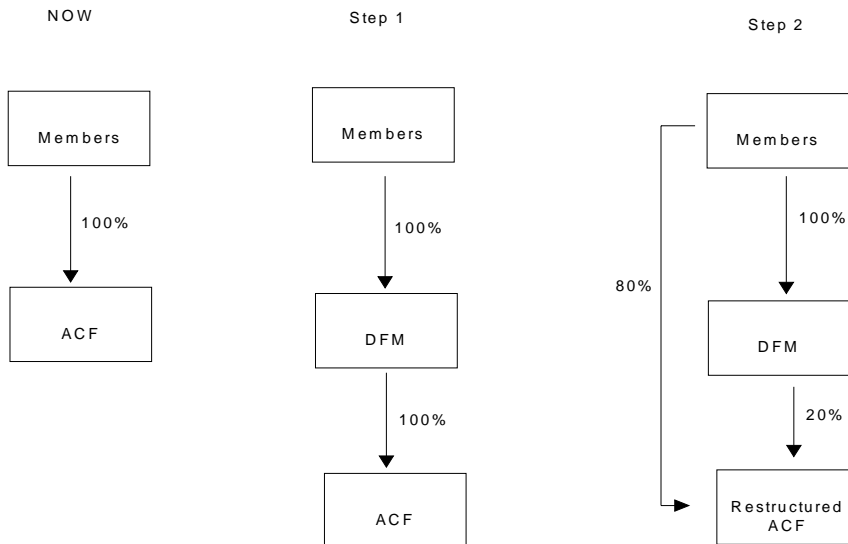 NOW
Members
100%
ACF
Step 1
Members
100%
DFM
100%
ACF
Step 2
Members
100%
80%
DFM
20%
Restructured
ACF